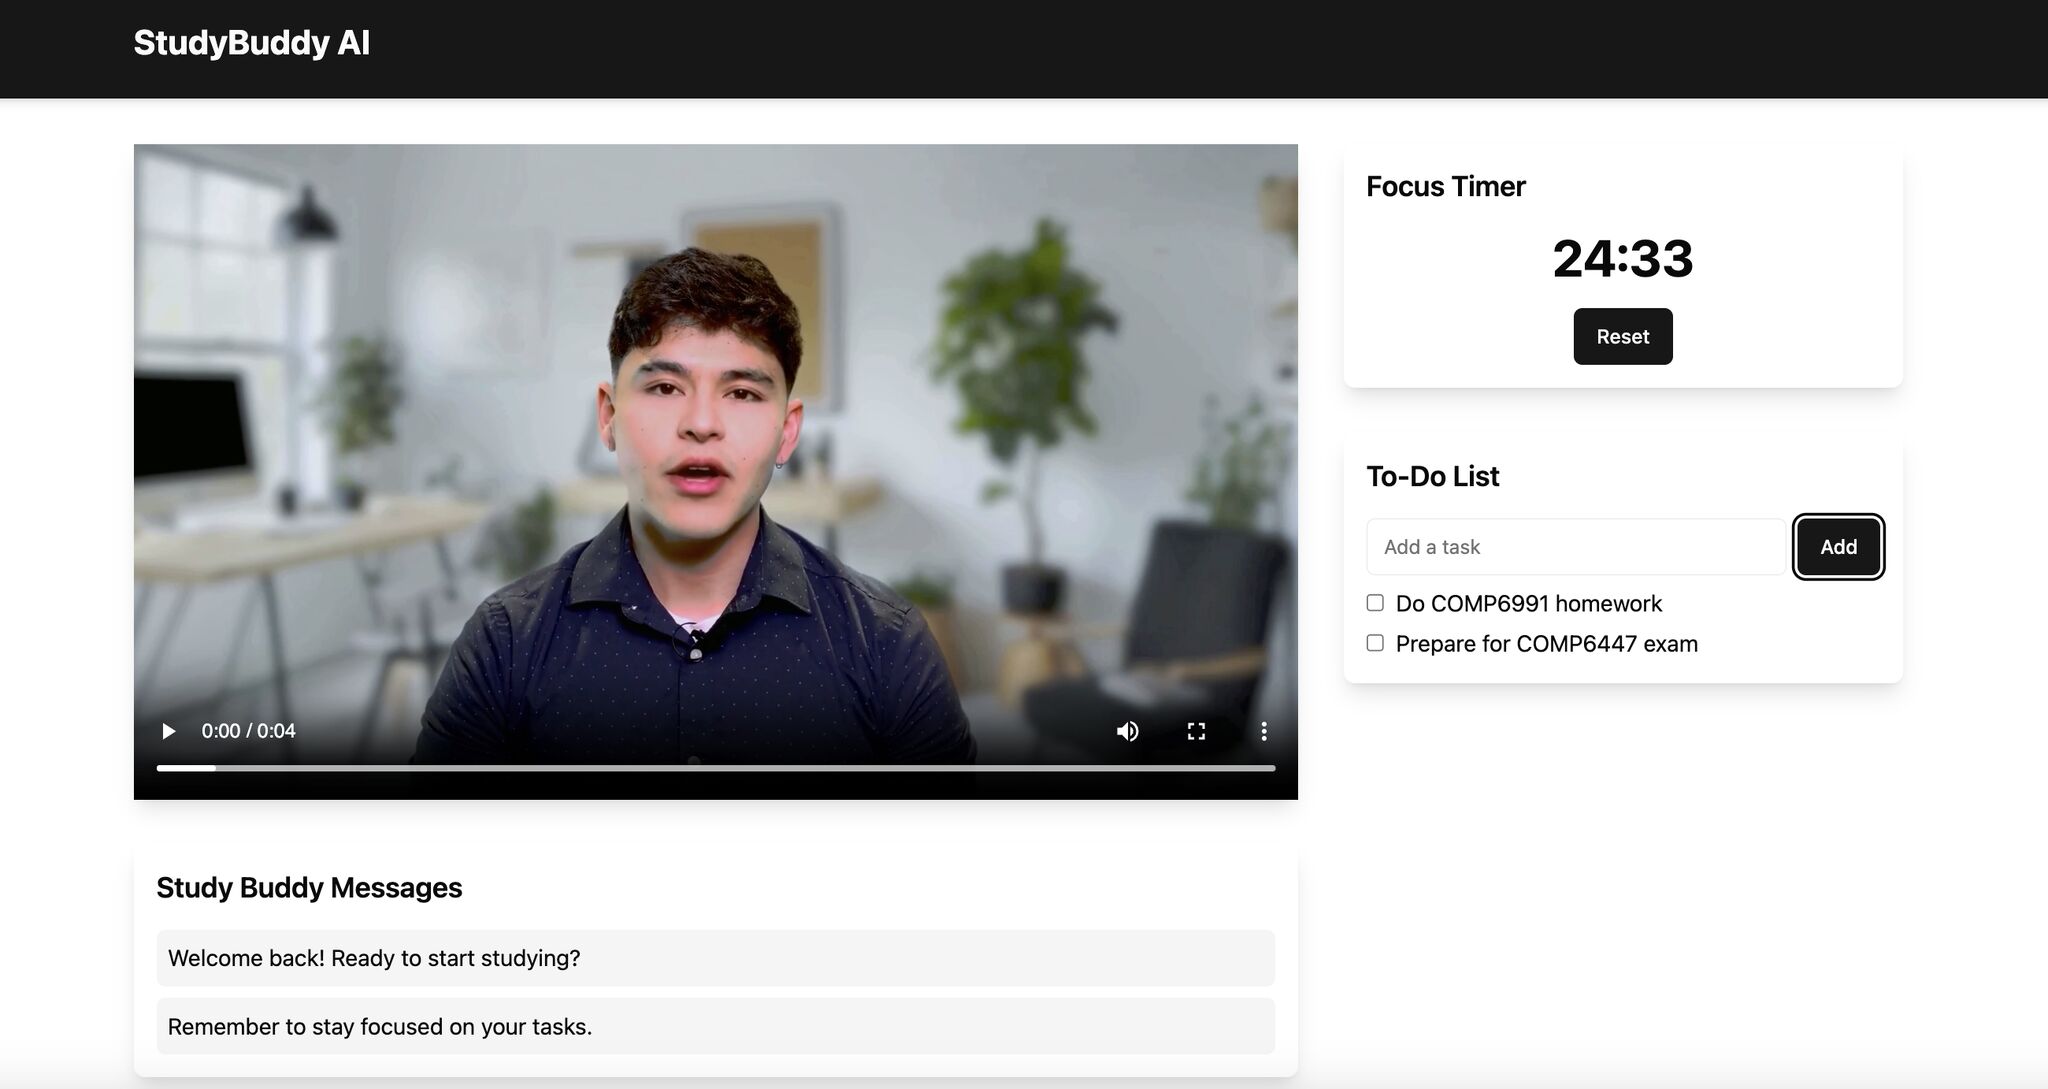 StudyBuddy AI
0:00 / 0:04
Study Buddy Messages
Welcome back! Ready to start studying?
Remember to stay focused on your tasks.
Focus Timer
24:33
Reset
To-Do List
Add a task
Add
Do COMP6991 homework
Prepare for COMP6447 exam